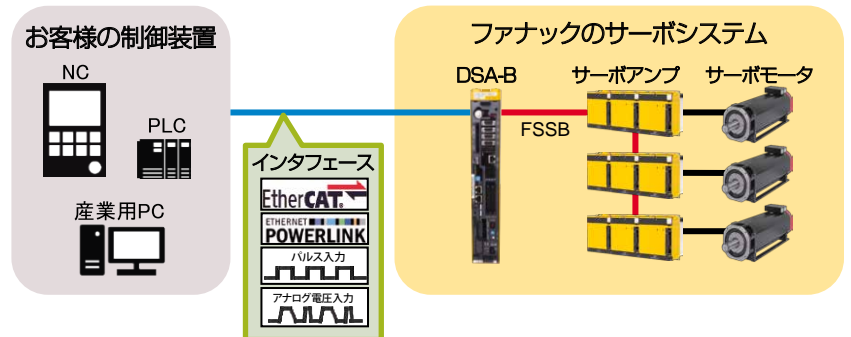 お客様の制御装置
NC
PLC
産業用PC
インタフェース
EtherCAT®
ETHERNET
POWERLINK
パルス入力
アナログ電圧入力
ファナックのサーボシステム
DSA-B
サーボアンプ
サーボモータ
FSSB